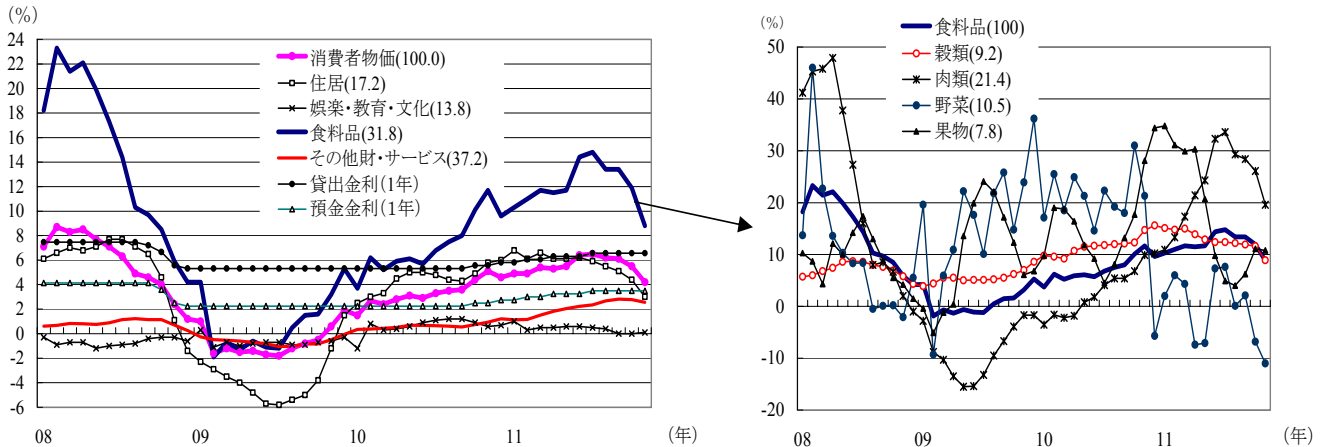 (%)
24
22
20
18
16
14
12
10
8
6
4
2
0
-2
-4
-6
消費者物価(100.0)
住居(17.2)
娯楽・教育・文化(13.8)
食料品(31.8)
その他財・サービス(37.2)
貸出金利(1年)
預金金利(1年)
08 09 10 11 (年)
(%)
50
40
30
20
10
0
-10
-20
食料品(100)
穀類(9.2)
肉類(21.4)
野菜(10.5)
果物(7.8)
08 09 10 11 (年)